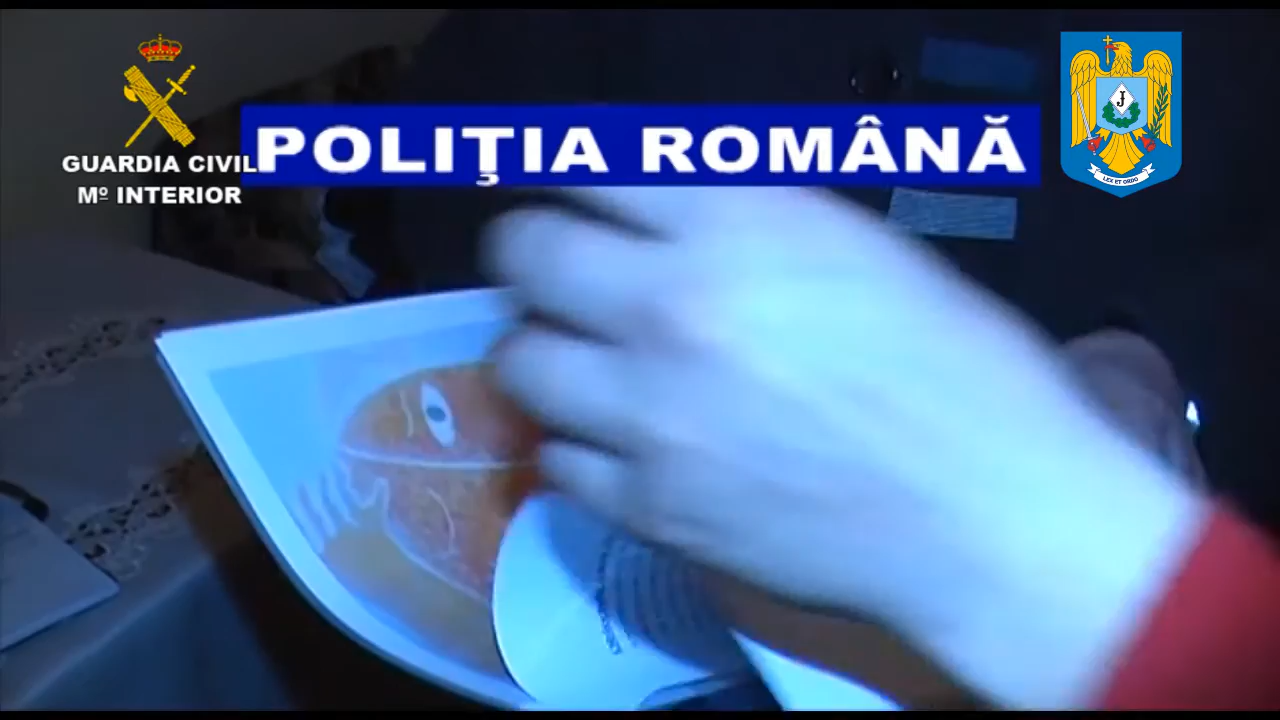 GUARDIA CIVIL
Mº INTERIOR
POLIŢIA ROMÂNĂ
J
LEX ET ORDO